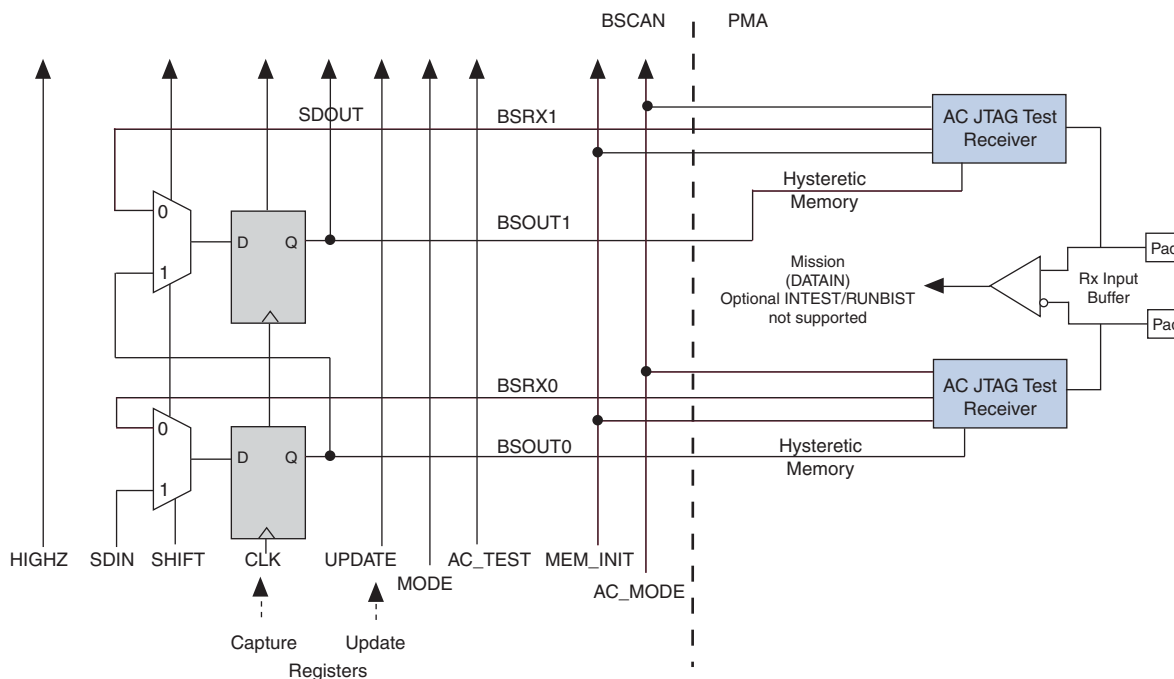 BSCAN
PMA
SDOUT
BSRX1
AC JTAG Test
Receiver
0
Hysteretic
Memory
BSOUT1
D Q
1
Mission
(DATAIN)
Optional INTEST/RUNBIST
not supported
Rx Input
Buffer
Pad
Pad
BSRX0
AC JTAG Test
Receiver
0
BSOUT0
D Q
Hysteretic
Memory
1
HIGHZ
SDIN
SHIFT
CLK
UPDATE
MODE
AC_TEST
MEM_INIT
AC_MODE
Capture
Update
Registers